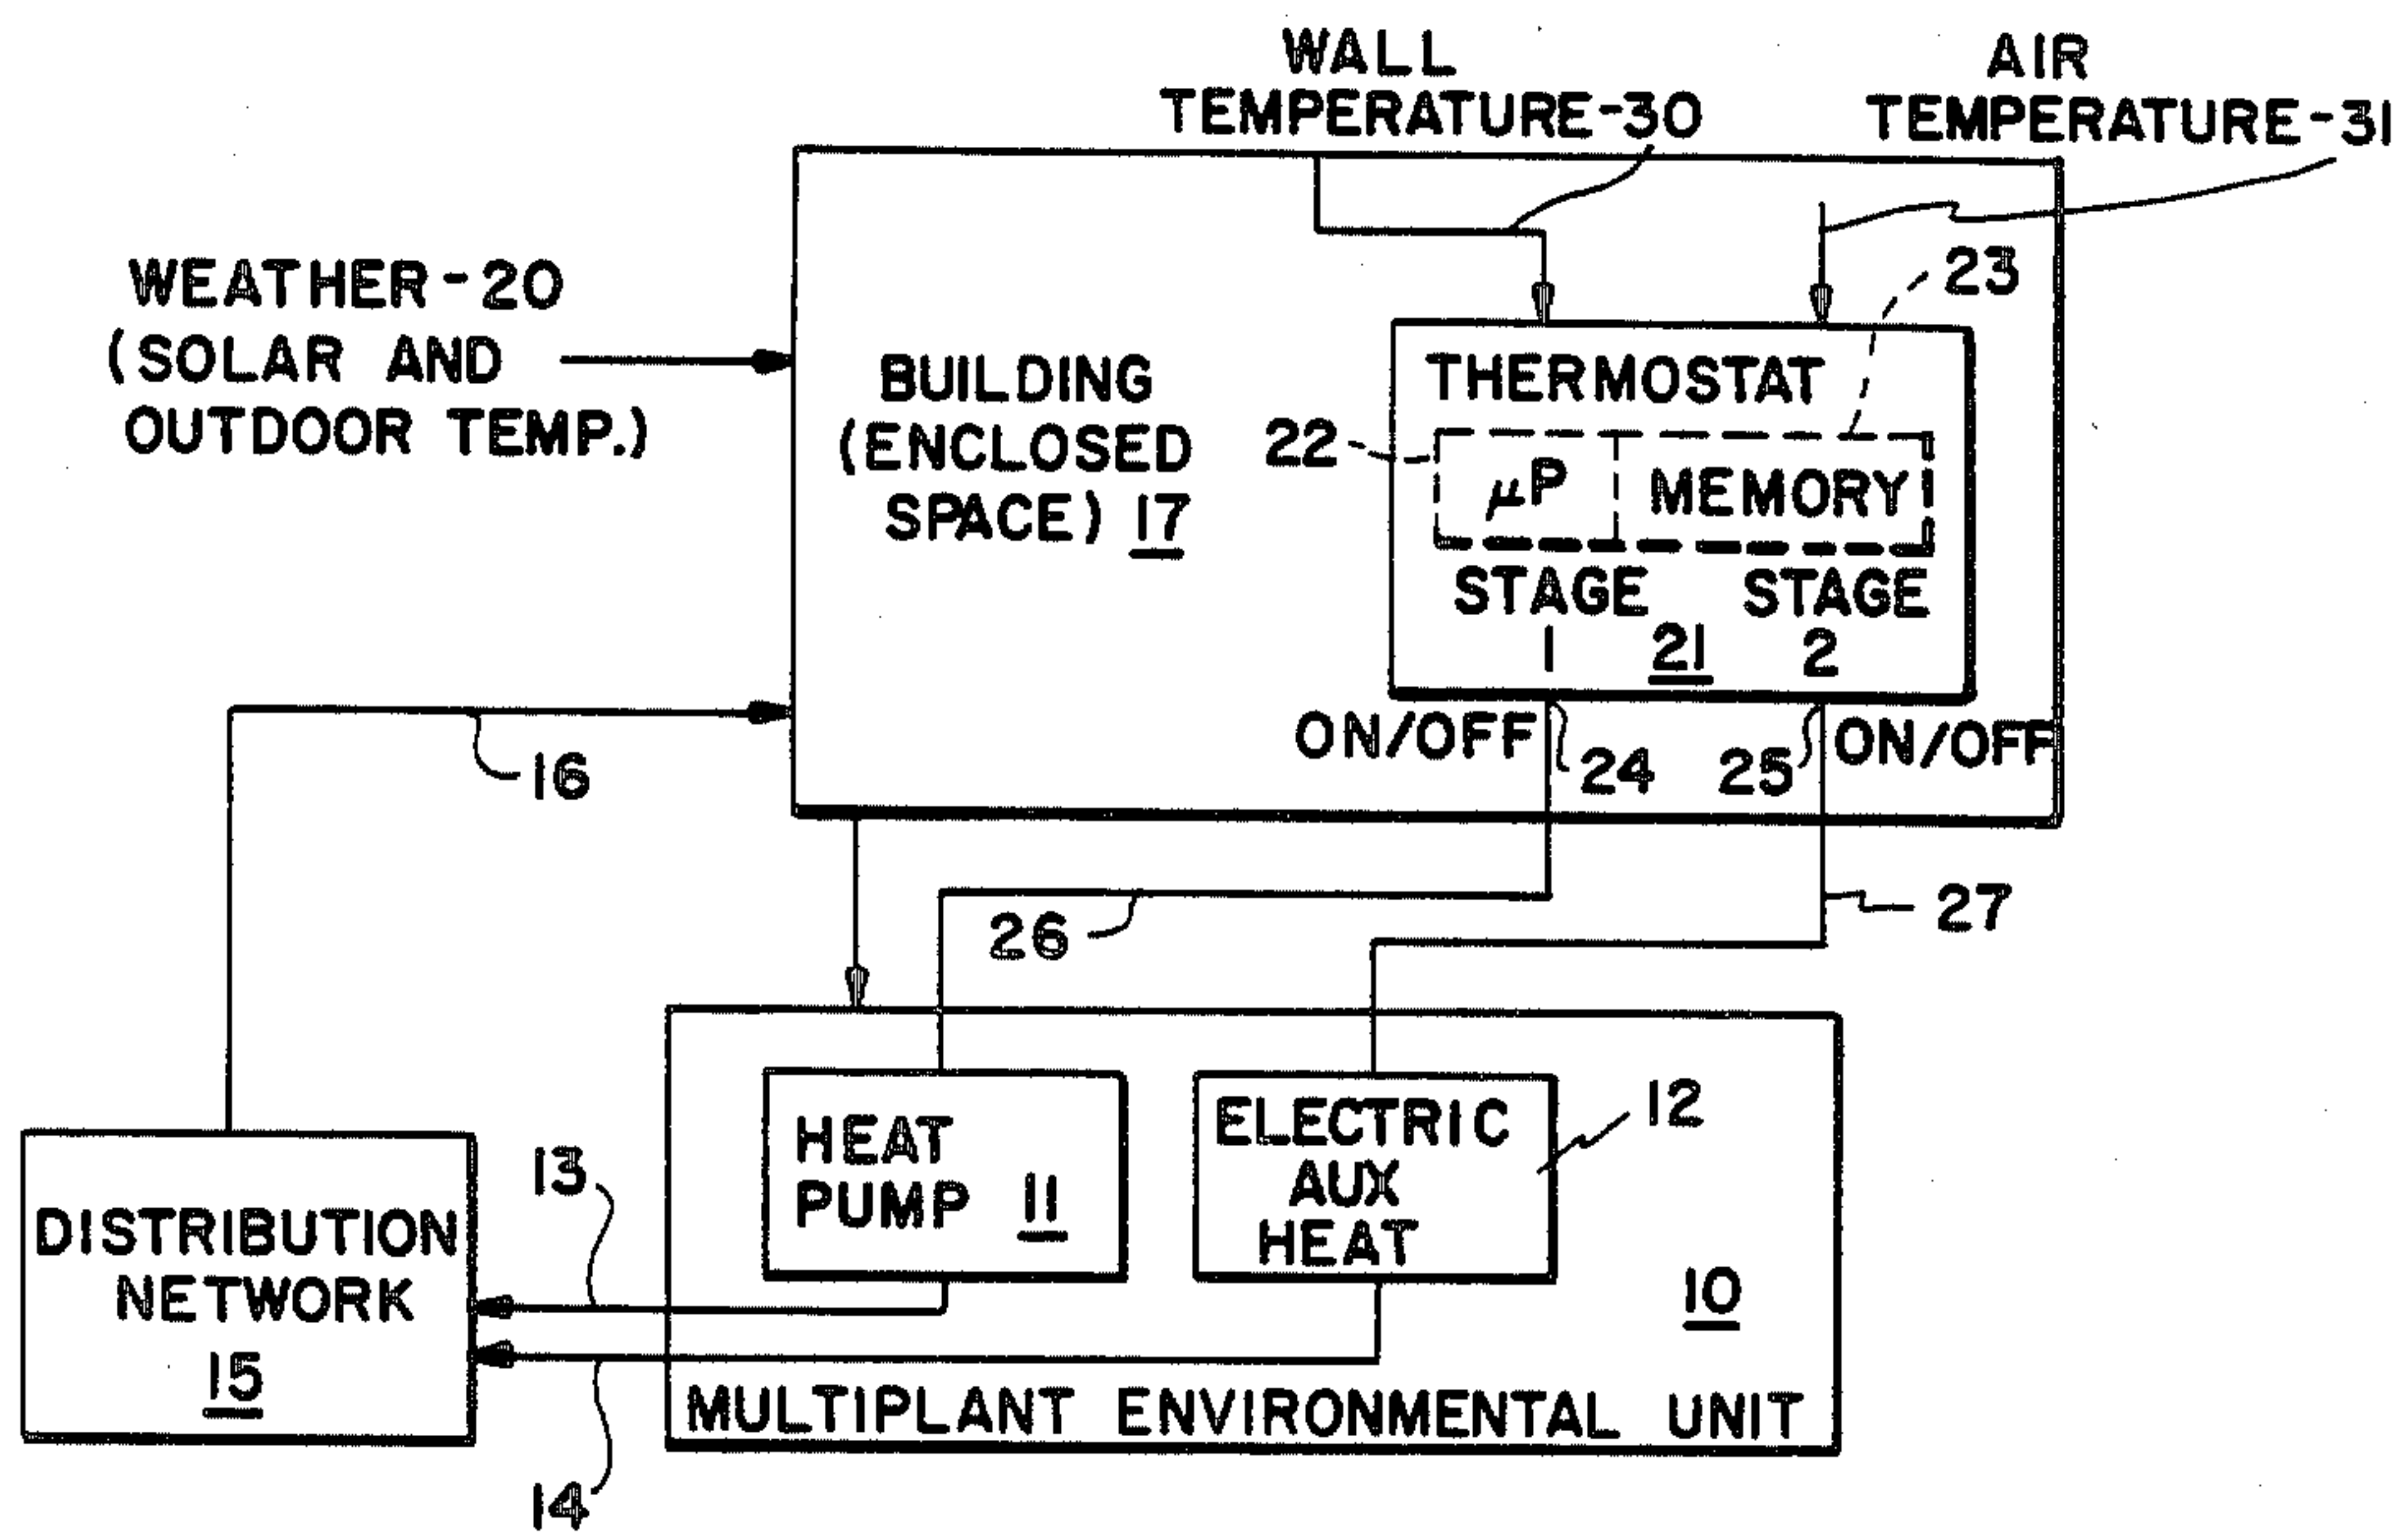 WALL
TEMPERATURE-30
AIR
TEMPERATURE-31
WEATHER-20
(SOLAR AND
OUTDOOR TEMP.)
BUILDING
(ENCLOSED
SPACE) 17
23
THERMOSTAT
22
μP
MEMORY
STAGE
1
21
STAGE
2
ON/OFF
24
25
ON/OFF
16
26
27
HEAT
PUMP 11
ELECTRIC
AUX
HEAT
12
13
DISTRIBUTION
NETWORK
15
10
MULTIPLANT ENVIRONMENTAL UNIT
14